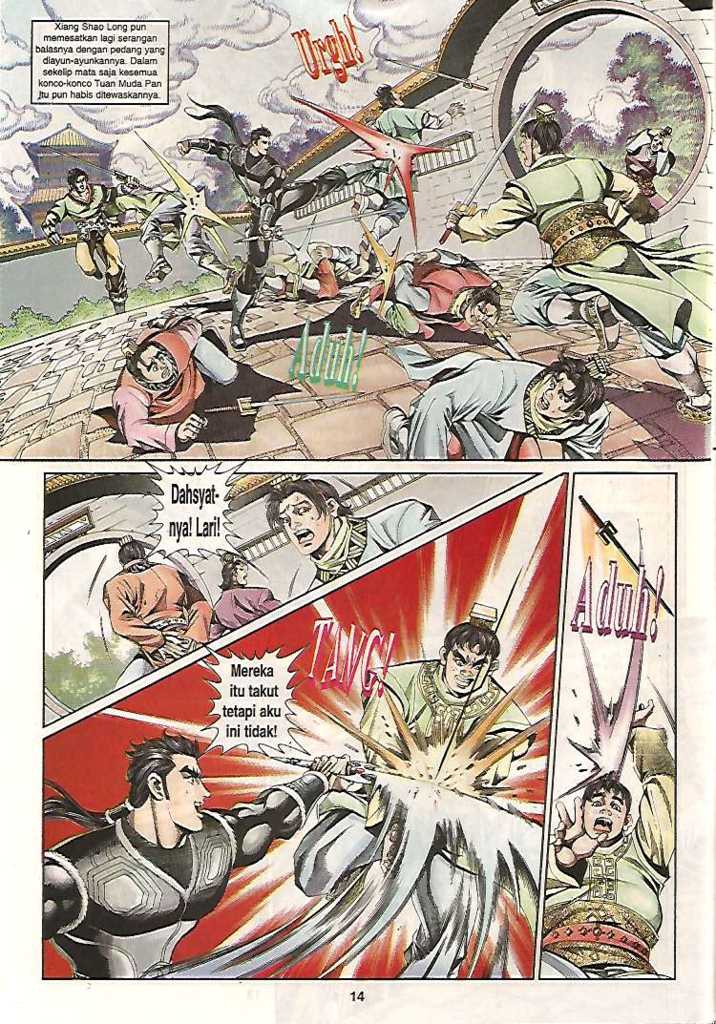 Xiang Shao Long pun
memesatkan lagi serangan
balasnya dengan pedang yang
diayun-ayunkannya. Dalam
sekelip mata saja kesemua
konco-konco Tuan Muda Pan
itu pun habis ditewaskannya.
Urgh!
Aduh!
Dahsyat-
nya! Lari!
TANG!
Mereka
itu takut
tetapi aku
ini tidak!
Aduh!
14